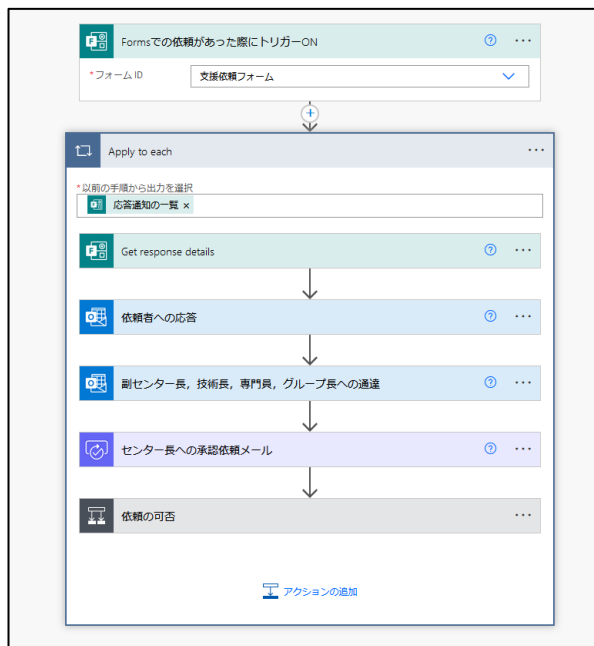 Formsでの依頼があった際にトリガーON
*フォーム ID
支援依頼フォーム
Apply to each
*以前の手順から出力を選択
応答通知の一覧 ×
Get response details
依頼者への応答
副センター長，技術長，専門員，グループ長への通達
センター長への承認依頼メール
依頼の可否
アクションの追加